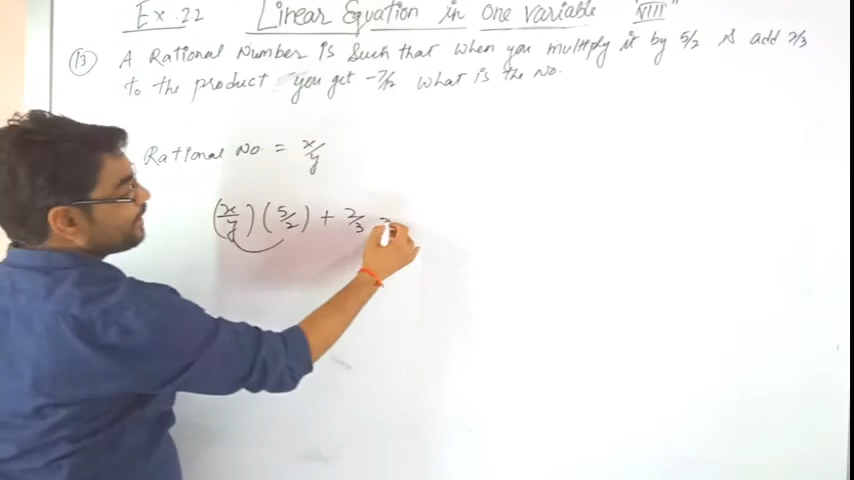 Ex. 2.2 Linear Equation in one variable "VIII"
(13) A Rational Number is Such that when you multiply it by 5/2 & add 2/3
to the product you get -7/12 what is the No.
Rational No. = x/y
(x/y) (5/2) + 2/3 =